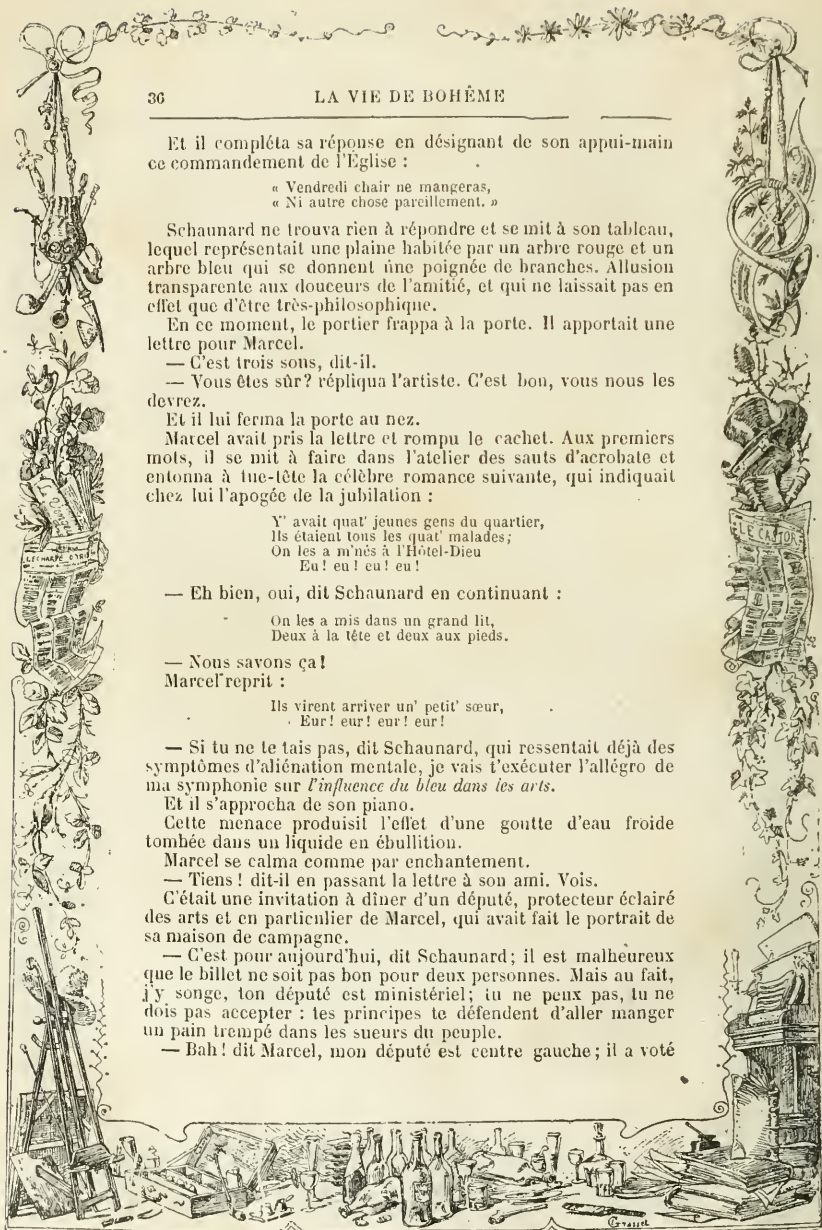 36 LA VIE DE BOHÊME
Et il compléta sa réponse en désignant de son appui-main
ce commandement de l'Eglise :
« Vendredi chair ne mangeras,
« Ni autre chose pareillement. »
Schaunard ne trouva rien à répondre et se mit à son tableau,
lequel représentait une plaine habitée par un arbre rouge et un
arbre bleu qui se donnent une poignée de branches. Allusion
transparente aux douceurs de l'amitié, et qui ne laissait pas en
effet que d'être très-philosophique.
En ce moment, le portier frappa à la porte. Il apportait une
lettre pour Marcel.
— C'est trois sous, dit-il.
— Vous êtes sûr? répliqua l'artiste. C'est bon, vous nous les
devrez.
Et il lui ferma la porte au nez.
Marcel avait pris la lettre et rompu le cachet. Aux premiers
mots, il se mit à faire dans l'atelier des sauts d'acrobate et
entonna à tue-tête la célèbre romance suivante, qui indiquait
chez lui l'apogée de la jubilation :
Y' avait quat' jeunes gens du quartier,
Ils étaient tous les quat' malades;
On les a m'nés à l'Hôtel-Dieu
Eu! eu! eu! eu!
— Eh bien, oui, dit Schaunard en continuant :
On les a mis dans un grand lit,
Deux à la tête et deux aux pieds.
— Nous savons ça!
Marcel reprit :
Ils virent arriver un' petit' sœur,
Eur! eur! eur! eur!
— Si tu ne te tais pas, dit Schaunard, qui ressentait déjà des
symptômes d'aliénation mentale, je vais t'exécuter l'allégro de
ma symphonie sur l'influence du bleu dans les arts.
Et il s'approcha de son piano.
Cette menace produisit l'effet d'une goutte d'eau froide
tombée dans un liquide en ébullition.
Marcel se calma comme par enchantement.
— Tiens! dit-il en passant la lettre à son ami. Vois.
C'était une invitation à dîner d'un député, protecteur éclairé
des arts et en particulier de Marcel, qui avait fait le portrait de
sa maison de campagne.
— C'est pour aujourd'hui, dit Schaunard; il est malheureux
que le billet ne soit pas bon pour deux personnes. Mais au fait,
j'y songe, ton député est ministériel; tu ne peux pas, tu ne
dois pas accepter : tes principes te défendent d'aller manger
un pain trempé dans les sueurs du peuple.
— Bah! dit Marcel, mon député est centre gauche; il a voté
LE CASTOR
Grasset